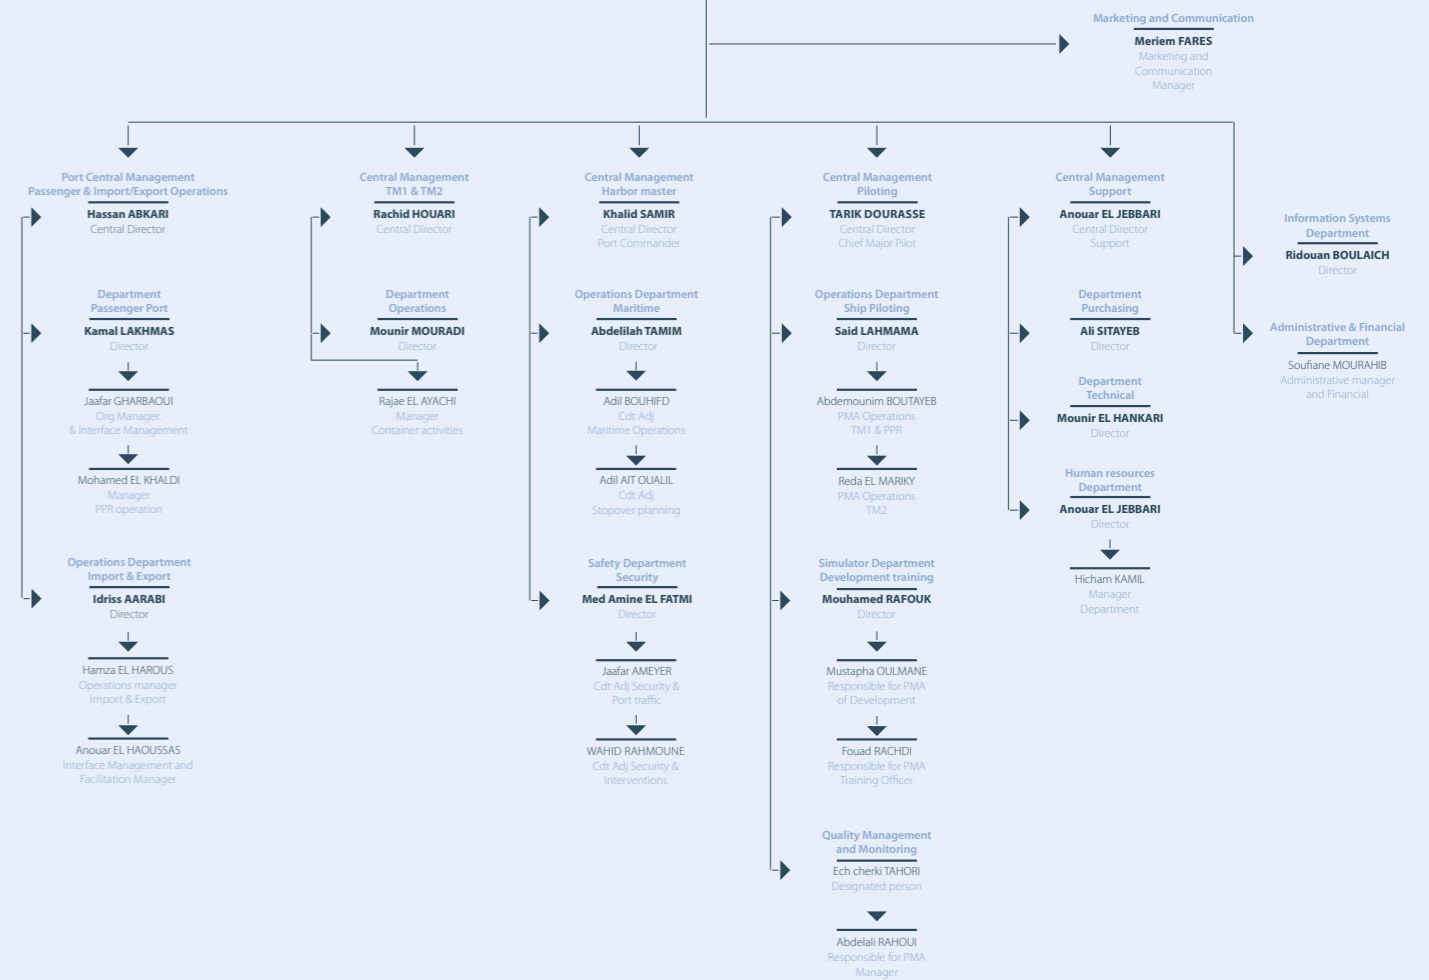 Marketing and Communication
Meriem FARES
Marketing and
Communication
Manager
Port Central Management
Passenger & Import/Export Operations
Hassan ABKARI
Central Director
Department
Passenger Port
Kamal LAKHMAS
Director
Jaafar GHARBAOUI
Org Manager.
& Interface Management
Mohamed EL KHALDI
Manager
PPR operation
Operations Department
Import & Export
Idriss AARABI
Director
Hamza EL HAROUS
Operations manager
Import & Export
Anouar EL HAOUSSAS
Interface Management and
Facilitation Manager
Central Management
TM1 & TM2
Rachid HOUARI
Central Director
Department
Operations
Mounir MOURADI
Director
Rajae EL AYACHI
Manager
Container activities
Central Management
Harbor master
Khalid SAMIR
Central Director
Port Commander
Operations Department
Maritime
Abdelilah TAMIM
Director
Adil BOUHIFD
Cdt Adj
Maritime Operations
Adil AIT OUALIL
Cdt Adj
Stopover planning
Safety Department
Security
Med Amine EL FATMI
Director
Jaafar AMEYER
Cdt Adj Security &
Port traffic
WAHID RAHMOUNE
Cdt Adj Security &
Interventions
Central Management
Piloting
TARIK DOURASSE
Central Director
Chief Major Pilot
Operations Department
Ship Piloting
Said LAHMAMA
Director
Abdemounim BOUTAYEB
PMA Operations
TM1 & PPR
Reda EL MARIKY
PMA Operations
TM2
Simulator Department
Development training
Mouhamed RAFOUK
Director
Mustapha OULMANE
Responsible for PMA
of Development
Fouad RACHDI
Responsible for PMA
Training Officer
Quality Management
and Monitoring
Ech cherki TAHORI
Designated person
Abdelali RAHOUI
Responsible for PMA
Manager
Central Management
Support
Anouar EL JEBBARI
Central Director
Support
Department
Purchasing
Ali SITAYEB
Director
Department
Technical
Mounir EL HANKARI
Director
Human resources
Department
Anouar EL JEBBARI
Director
Hicham KAMIL
Manager
Department
Information Systems
Department
Ridouan BOULAICH
Director
Administrative & Financial
Department
Soufiane MOURAHIB
Administrative manager
and Financial